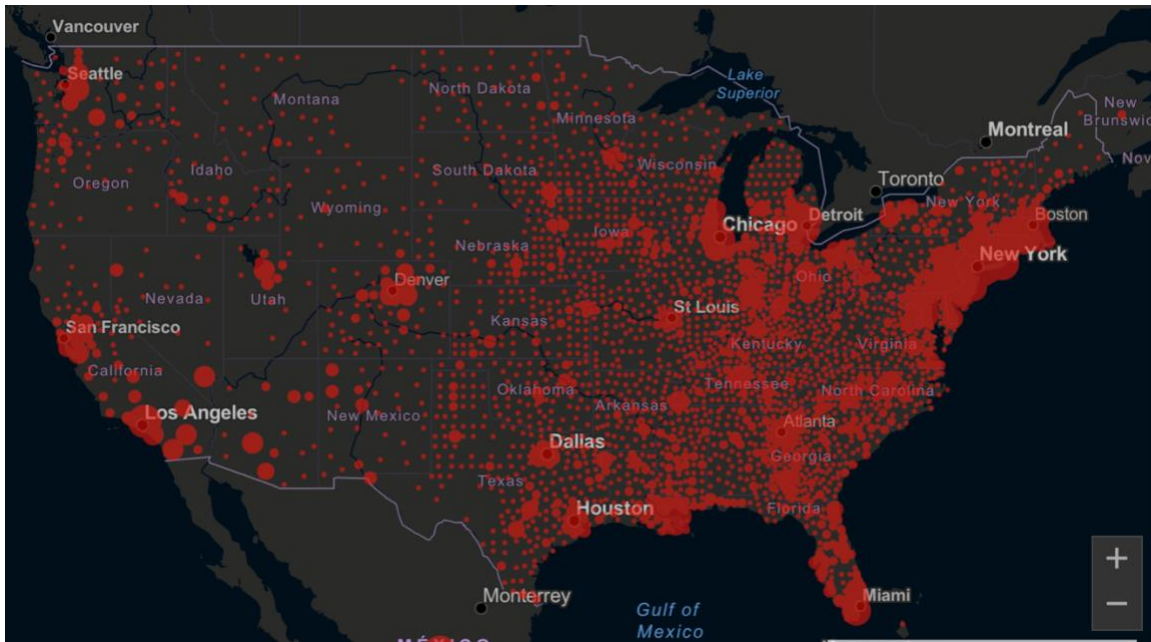 Vancouver
Seattle
Montana
North Dakota
Lake
Superior
Minnesota
Montreal
New
Brunswic
Nov
Oregon
Idaho
South Dakota
Wisconsin
Toronto
Wyoming
New York
Chicago
Detroit
Boston
Nebraska
Iowa
New York
Nevada
Utah
Denver
Ohio
San Francisco
Kansas
St Louis
Kentucky
Virginia
California
Oklahoma
Tennessee
North Carolina
Los Angeles
New Mexico
Arkansas
Atlanta
Dallas
Georgia
Texas
Houston
Florida
+
−
Monterrey
Miami
Gulf of
Mexico
MÉXICO